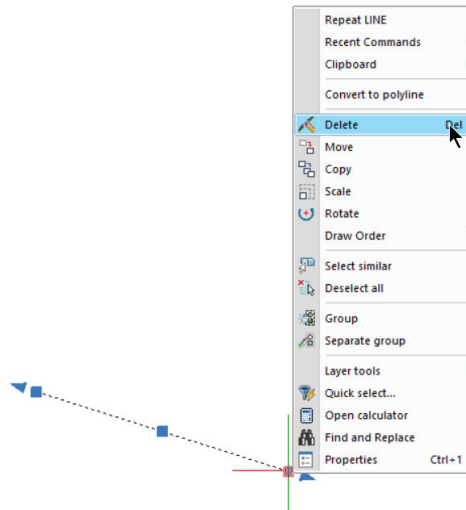 Repeat LINE
Recent Commands
Clipboard
Convert to polyline
Delete Del
Move
Copy
Scale
Rotate
Draw Order
Select similar
Deselect all
Group
Separate group
Layer tools
Quick select...
Open calculator
Find and Replace
Properties Ctrl+1